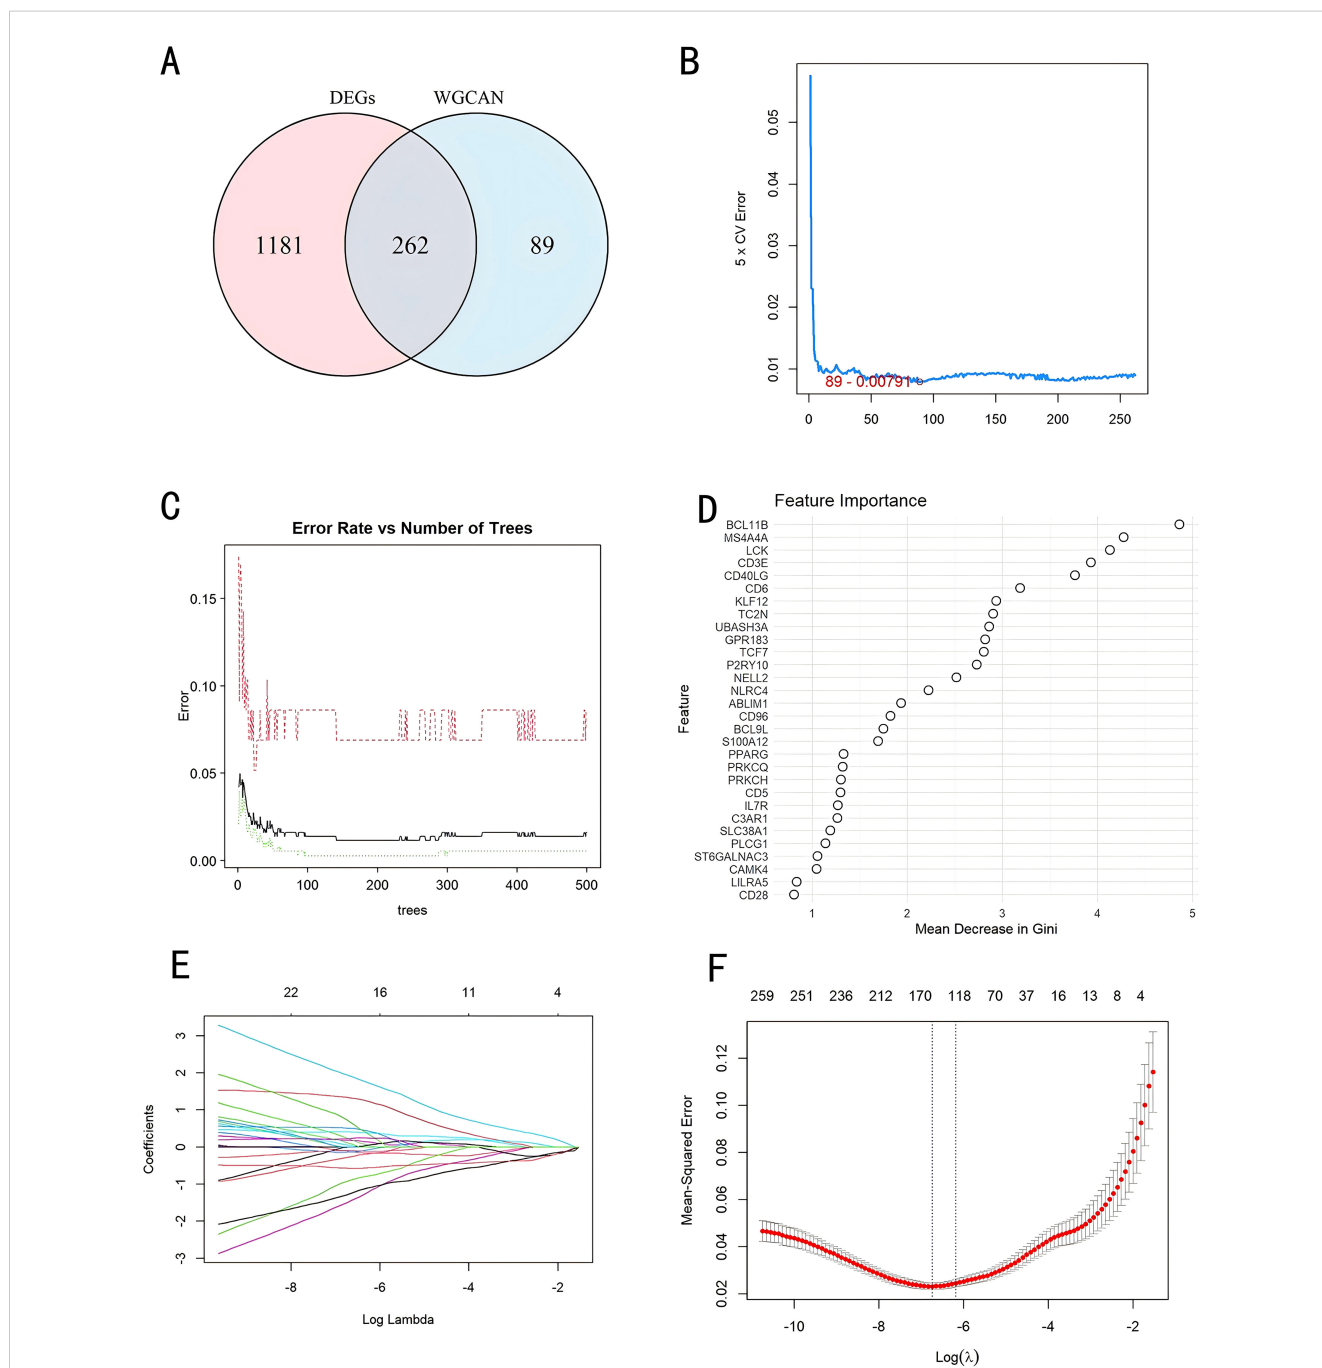 A
DEGs WGCAN
1181 262 89
B
5 x CV Error
0.05
0.04
0.03
0.02
0.01
89 - 0.00791
0 50 100 150 200 250
C
Error Rate vs Number of Trees
Error
0.15
0.10
0.05
0.00
0 100 200 300 400 500
trees
D
Feature Importance
Feature
BCL11B
MS4A4A
LCK
CD3E
CD40LG
CD6
KLF12
TC2N
UBASH3A
GPR183
TCF7
P2RY10
NELL2
NLRC4
ABLIM1
CD96
BCL9L
S100A12
PPARG
PRKCQ
PRKCH
CD5
IL7R
C3AR1
SLC38A1
PLCG1
ST6GALNAC3
CAMK4
LILRA5
CD28
1 2 3 4 5
Mean Decrease in Gini
E
22 16 11 4
Coefficients
3
2
1
0
-1
-2
-3
-8 -6 -4 -2
Log Lambda
F
259 251 236 212 170 118 70 37 16 13 8 4
Mean-Squared Error
0.12
0.10
0.08
0.06
0.04
0.02
-10 -8 -6 -4 -2
Log(λ)